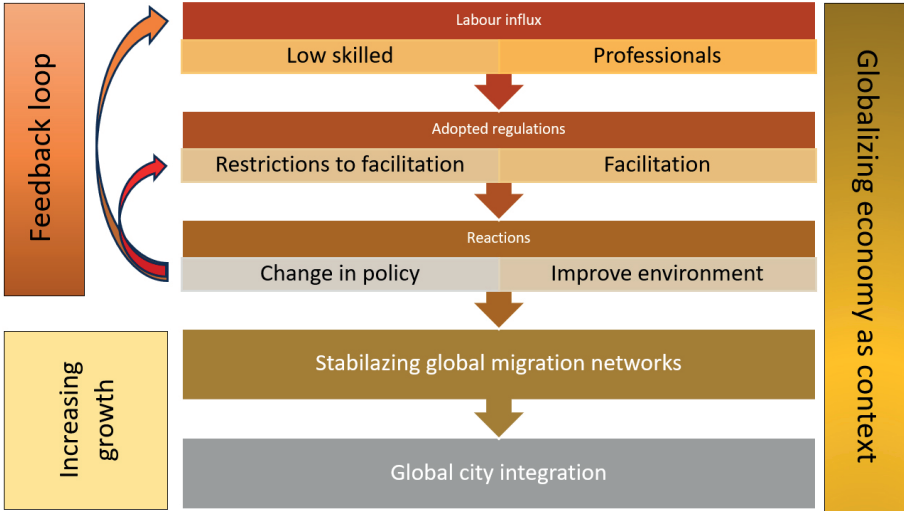 Feedback loop
Labour influx
Low skilled
Professionals
Adopted regulations
Restrictions to facilitation
Facilitation
Reactions
Change in policy
Improve environment
Increasing
growth
Stabilazing global migration networks
Global city integration
Globalizing economy as context